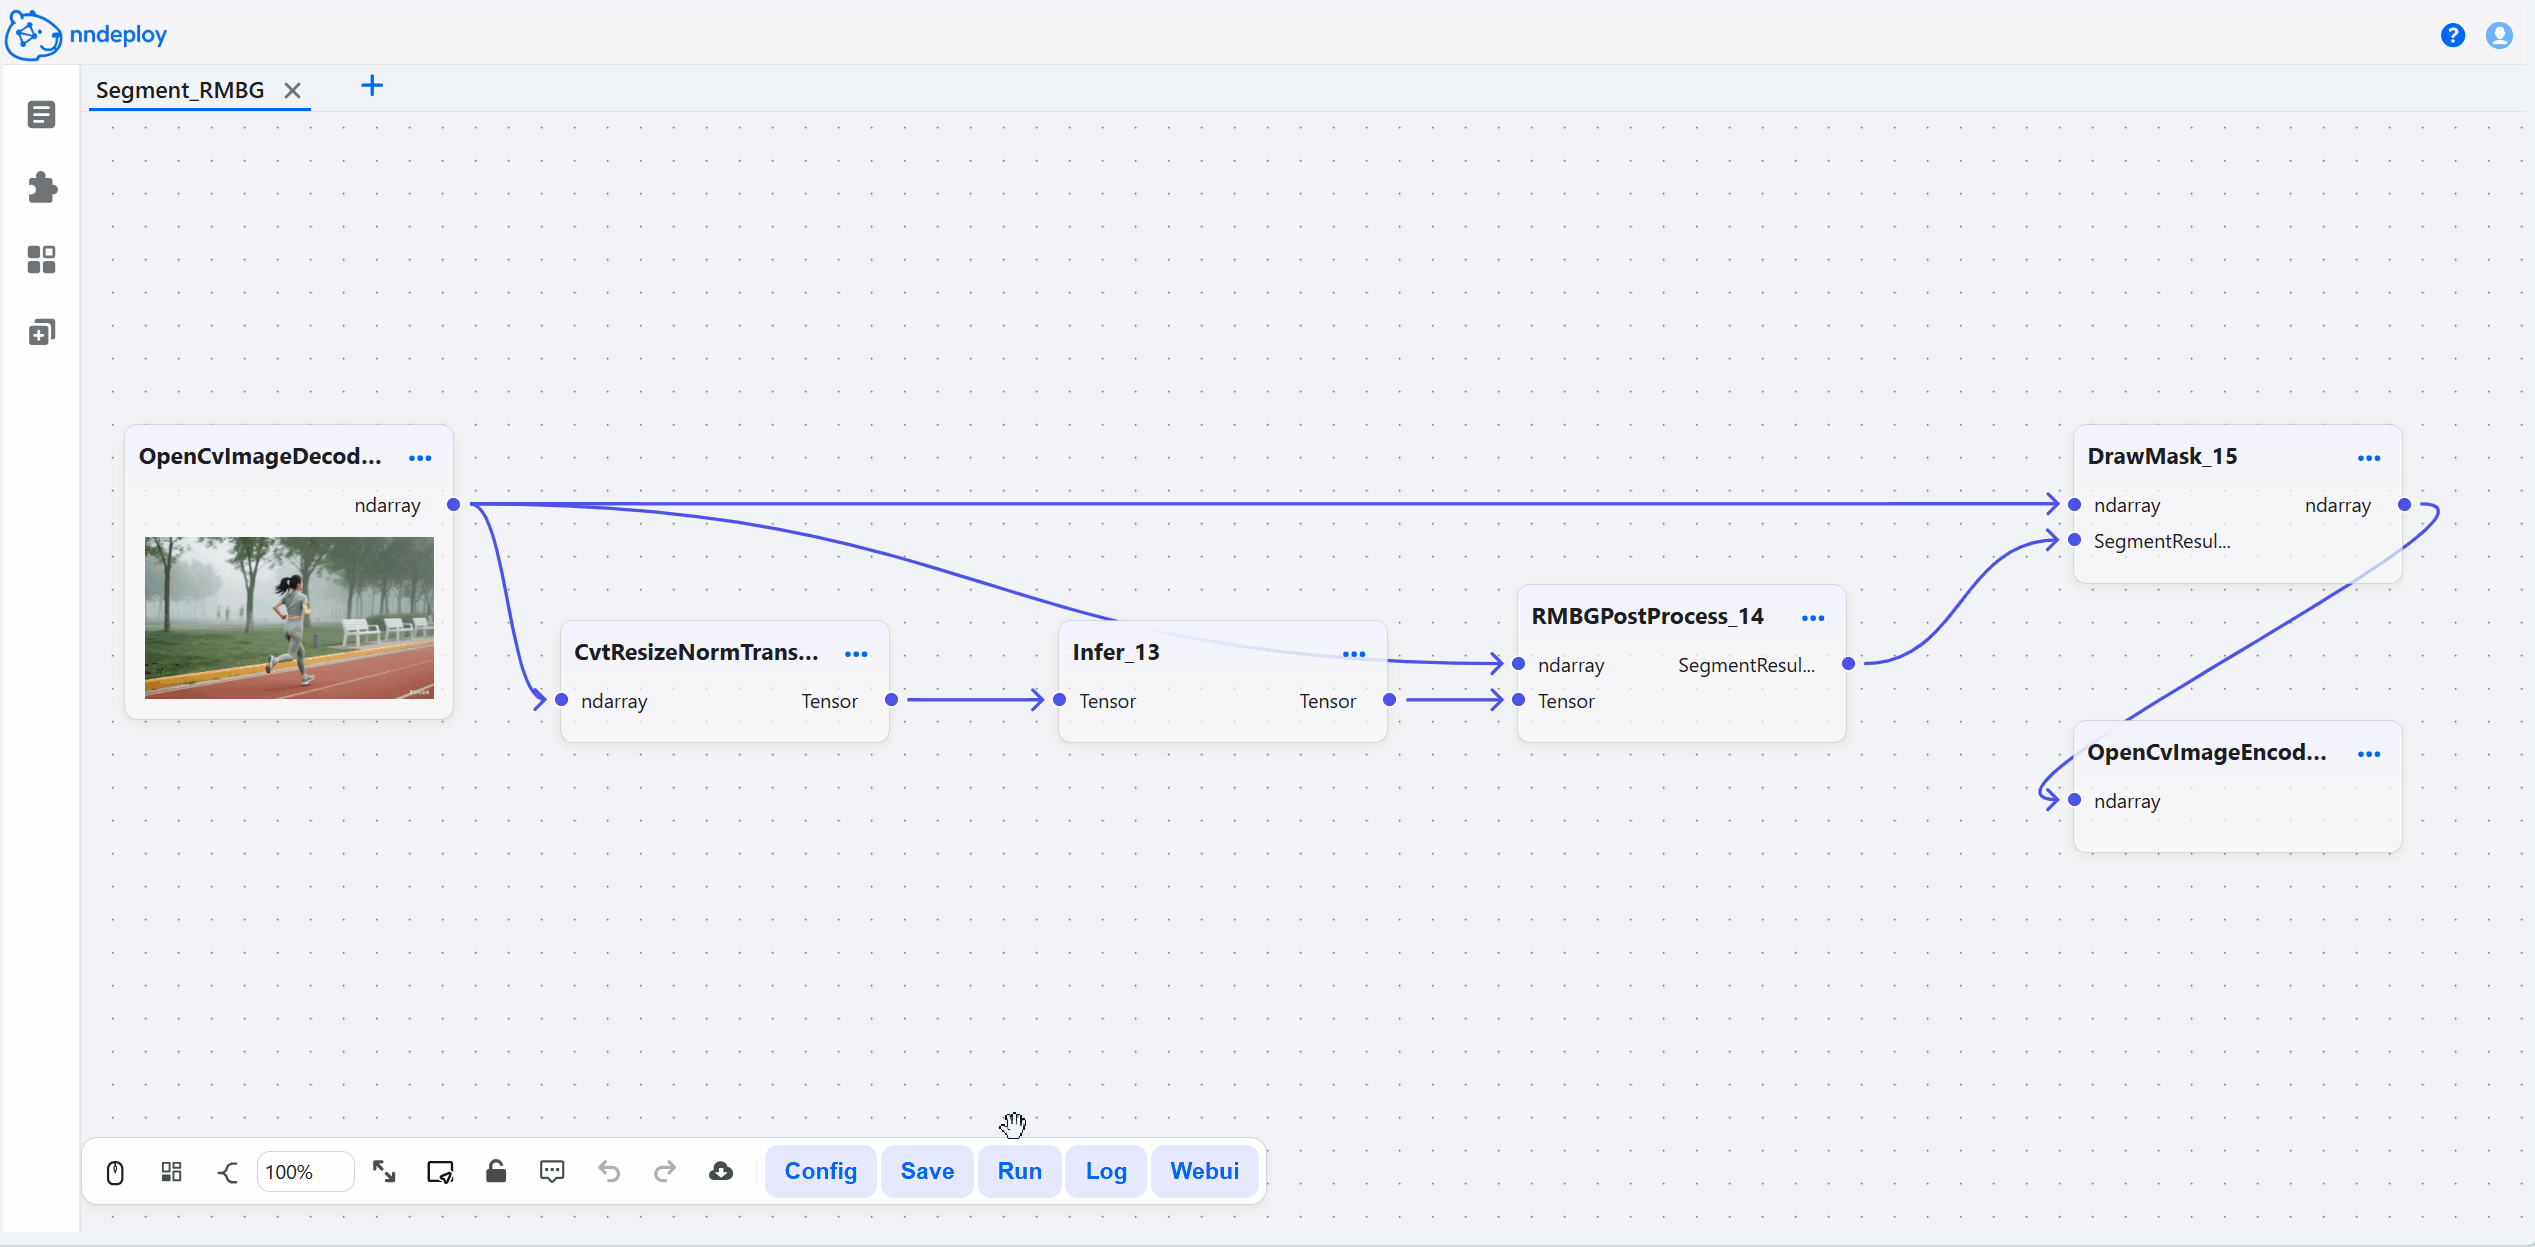 nndeploy
Segment_RMBG
OpenCvImageDecod...
ndarray
CvtResizeNormTrans...
ndarray Tensor
Infer_13
Tensor Tensor
RMBGPostProcess_14
ndarray SegmentResul...
Tensor
DrawMask_15
ndarray ndarray
SegmentResul...
OpenCvImageEncod...
ndarray
100% Config Save Run Log Webui